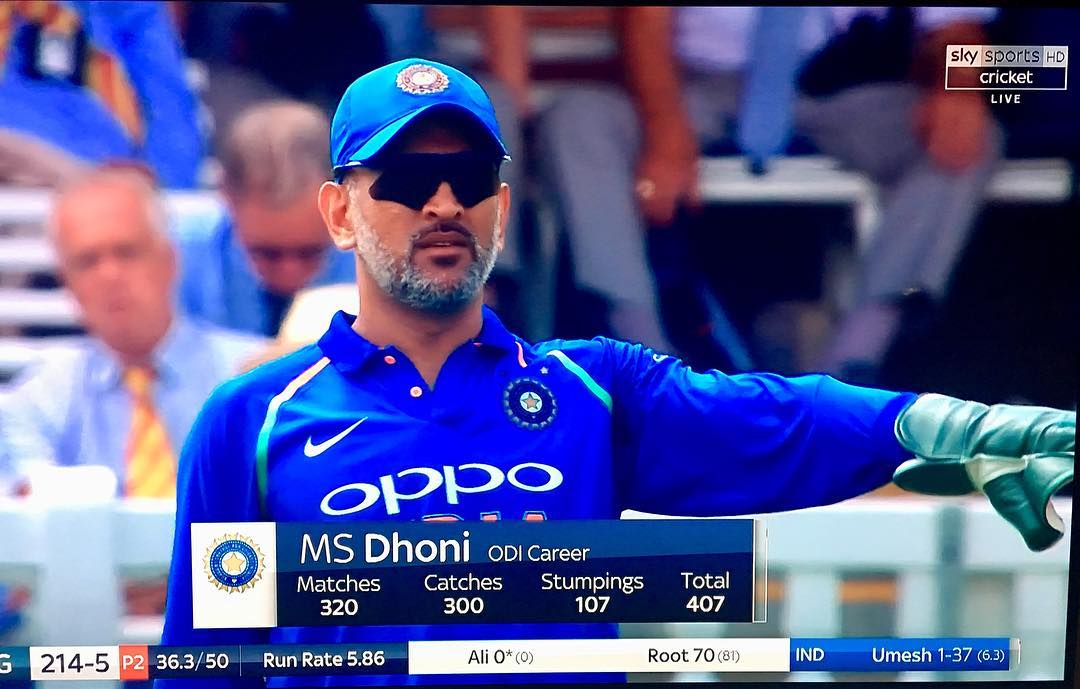 sky sports HD
cricket
LIVE
oppo
MS Dhoni ODI Career
Matches Catches Stumpings Total
320 300 107 407
G 214-5 P2 36.3/50 Run Rate 5.86 Ali 0* (0) Root 70 (81) IND Umesh 1-37 (6.3)